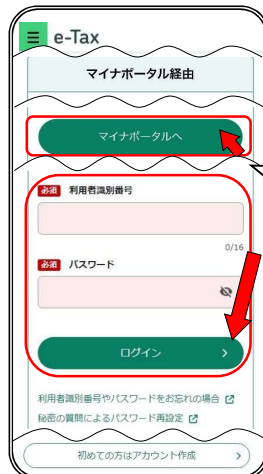 e-Tax
マイナポータル経由
マイナポータルへ
必須 利用者識別番号
0/16
必須 パスワード
ログイン
利用者識別番号やパスワードをお忘れの場合
秘密の質問によるパスワード再設定
初めての方はアカウント作成